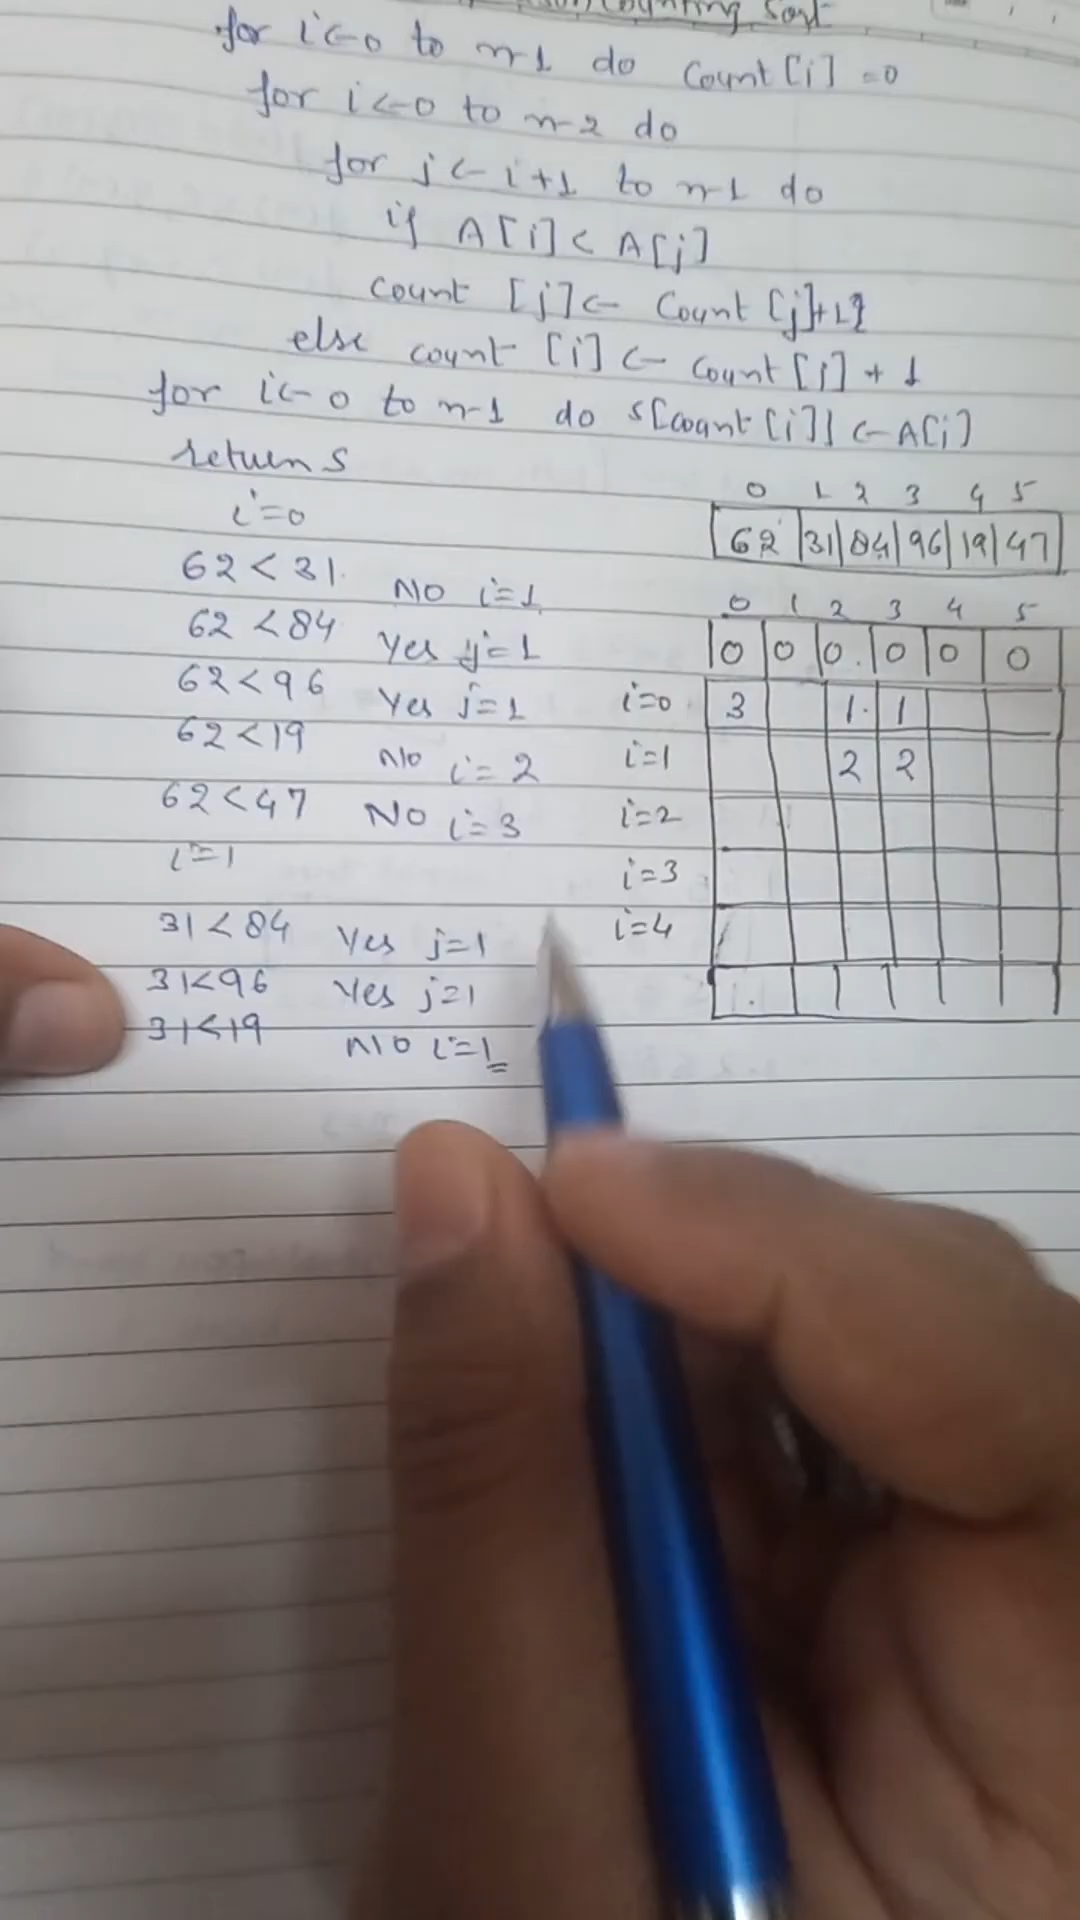 Counting Sort
for i<-0 to n-1 do Count[i] =0
for i<-0 to n-2 do
for j<-i+1 to n-1 do
if A[i]< A[j]
Count [j]<- Count [j]+1}
else count [i] <- Count [i] + 1
for i<-0 to n-1 do S[Count [i]] <- A[i]
return S
0 1 2 3 4 5
62 31 84 96 19 47
i=0
62 < 31 No i=1
62 < 84 Yes j=1
62 < 96 Yes j=1
62 < 19 No i=2
62 < 47 No i=3
i=1
31 < 84 Yes j=1
31<96 Yes j=1
31<19 No i=1
0 1 2 3 4 5
0 0 0 0 0 0
i=0 3 1 1
i=1 2 2
i=2
i=3
i=4